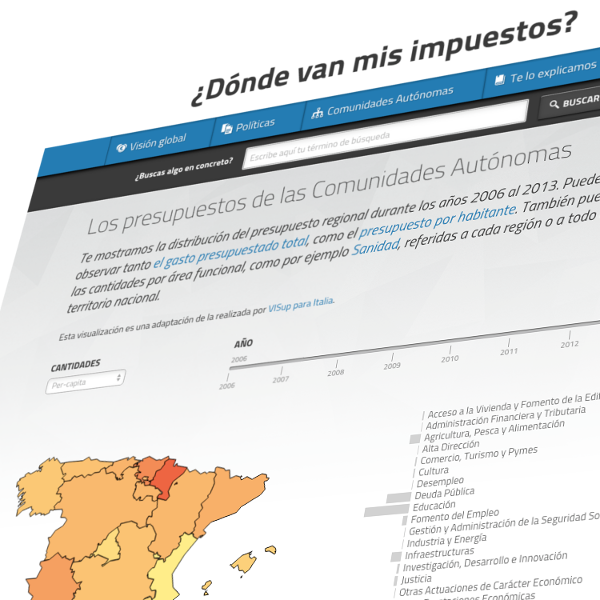 ¿Dónde van mis impuestos?
Visión global
Políticas
Comunidades Autónomas
Te lo explicamos
¿Buscas algo en concreto?
Escribe aquí tu término de búsqueda
BUSCAR
Los presupuestos de las Comunidades Autónomas
Te mostramos la distribución del presupuesto regional durante los años 2006 al 2013. Puede
observar tanto el gasto presupuestado total, como el presupuesto por habitante. También pue
las cantidades por área funcional, como por ejemplo Sanidad, referidas a cada región o a todo
territorio nacional.
Esta visualización es una adaptación de la realizada por VISup para Italia.
CANTIDADES
Per-capita
AÑO
2006
2006
2007
2008
2009
2010
2011
2012
Acceso a la Vivienda y Fomento de la Edi
Administración Financiera y Tributaria
Agricultura, Pesca y Alimentación
Alta Dirección
Comercio, Turismo y Pymes
Cultura
Desempleo
Deuda Pública
Educación
Fomento del Empleo
Gestión y Administración de la Seguridad So
Industria y Energía
Infraestructuras
Investigación, Desarrollo e Innovación
Justicia
Otras Actuaciones de Carácter Económico
Prestaciones Económicas